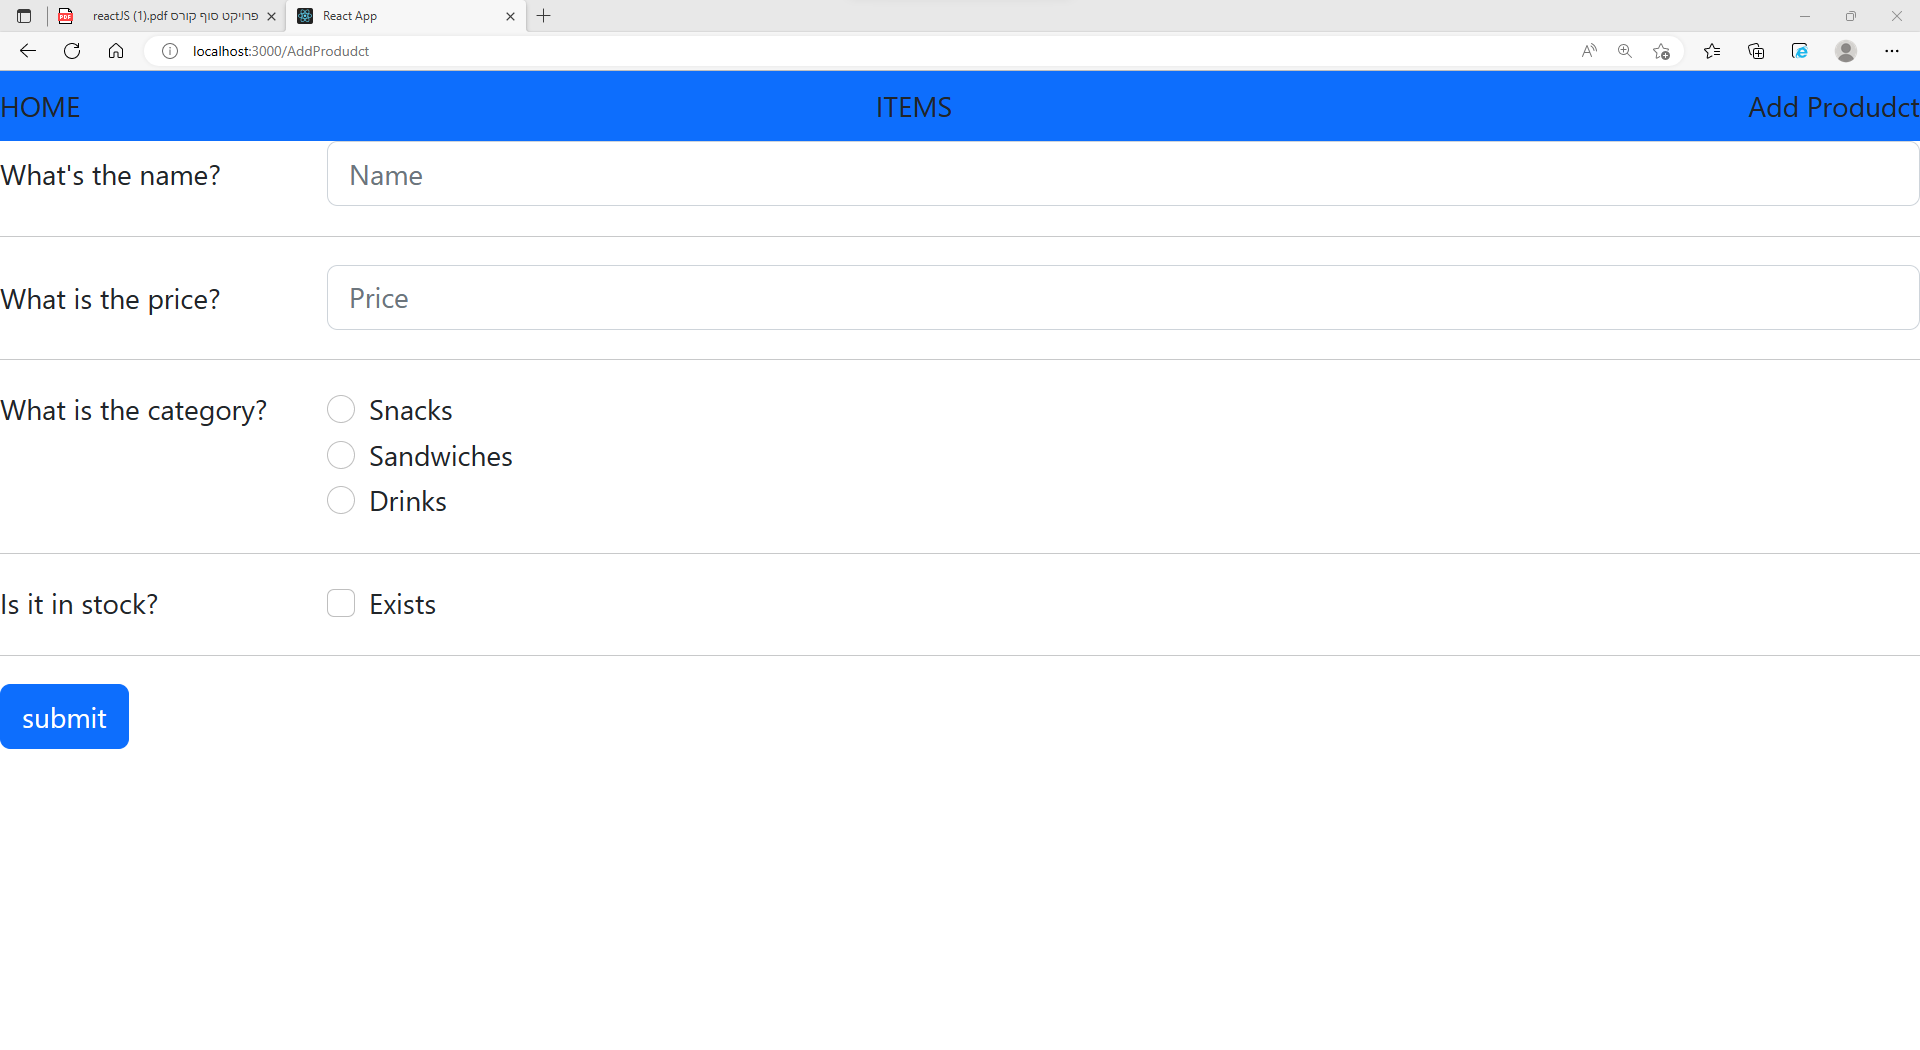 פרויקט סוף קורס reactJS (1).pdf
React App
localhost:3000/AddProdudct
HOME ITEMS Add Produdct
What's the name? Name
What is the price? Price
What is the category? Snacks
Sandwiches
Drinks
Is it in stock? Exists
submit